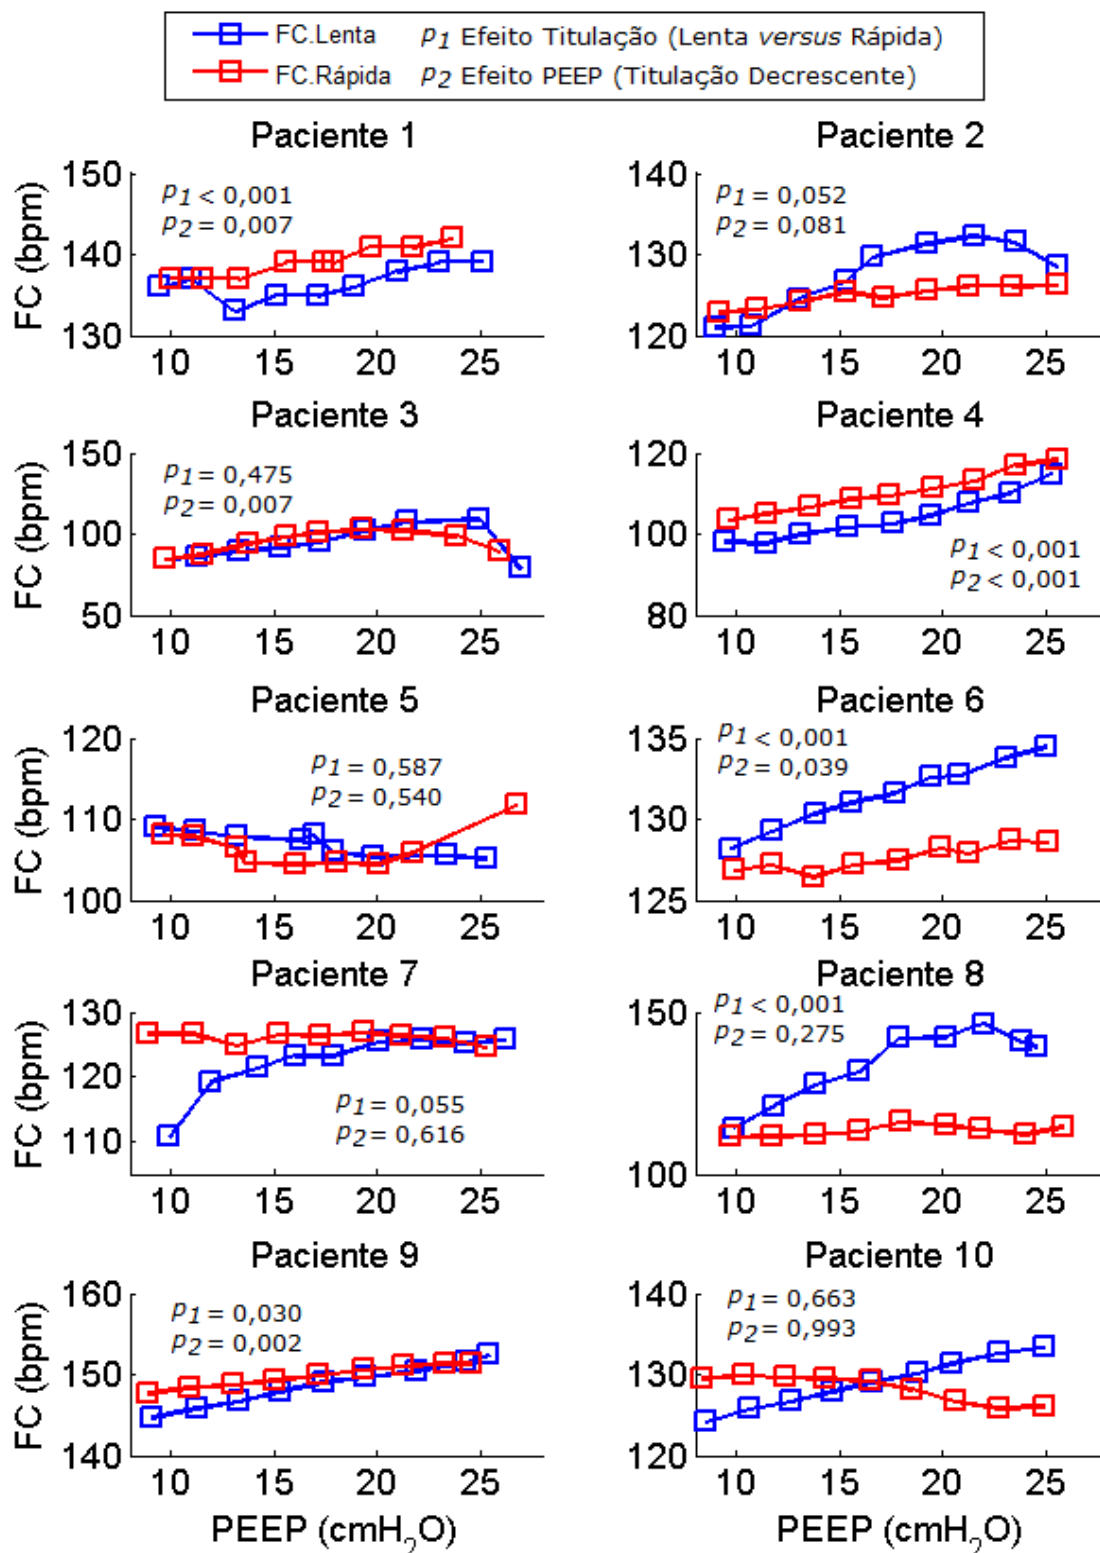 FC.Lenta p1 Efeito Titulação (Lenta versus Rápida)
FC.Rápida p2 Efeito PEEP (Titulação Decrescente)
Paciente 1
FC (bpm)
150
140
130
p1 < 0,001
p2 = 0,007
10 15 20 25
Paciente 2
140
130
120
p1 = 0,052
p2 = 0,081
10 15 20 25
Paciente 3
FC (bpm)
150
100
50
p1 = 0,475
p2 = 0,007
10 15 20 25
Paciente 4
120
100
80
p1 < 0,001
p2 < 0,001
10 15 20 25
Paciente 5
FC (bpm)
120
110
100
p1 = 0,587
p2 = 0,540
10 15 20 25
Paciente 6
135
130
125
p1 < 0,001
p2 = 0,039
10 15 20 25
Paciente 7
FC (bpm)
130
120
110
p1 = 0,055
p2 = 0,616
10 15 20 25
Paciente 8
150
100
p1 < 0,001
p2 = 0,275
10 15 20 25
Paciente 9
FC (bpm)
160
150
140
p1 = 0,030
p2 = 0,002
10 15 20 25
PEEP (cmH2O)
Paciente 10
140
130
120
p1 = 0,663
p2 = 0,993
10 15 20 25
PEEP (cmH2O)